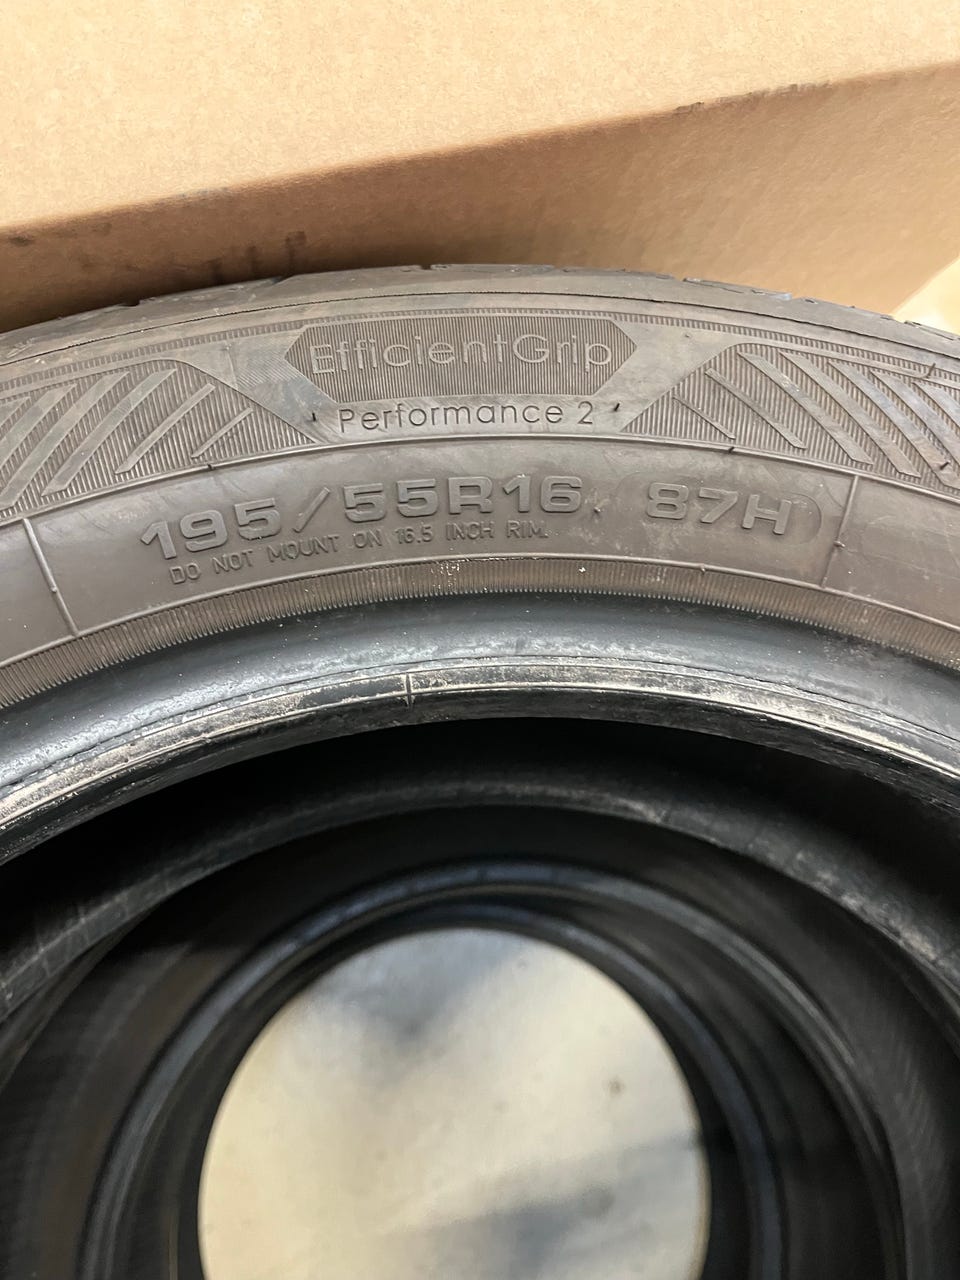 EfficientGrip
Performance 2
195/55R16 87H
DO NOT MOUNT ON 16.5 INCH RIM.